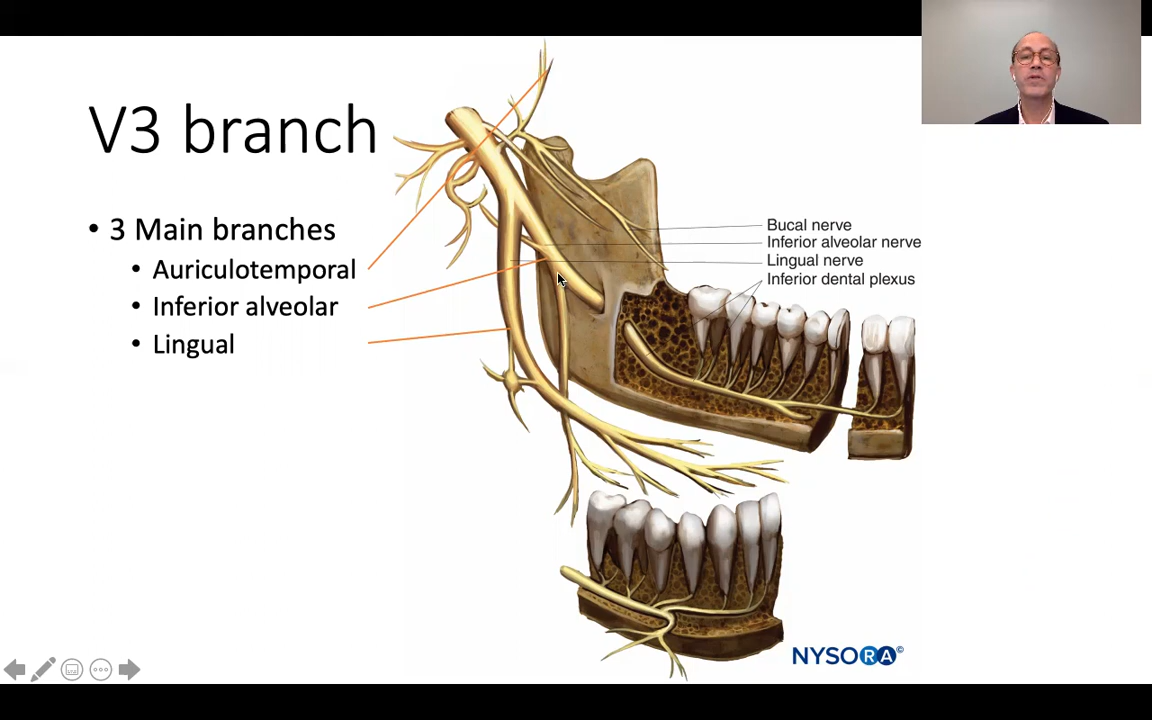 V3 branch
• 3 Main branches
• Auriculotemporal
• Inferior alveolar
• Lingual
Bucal nerve
Inferior alveolar nerve
Lingual nerve
Inferior dental plexus
NYSORA©